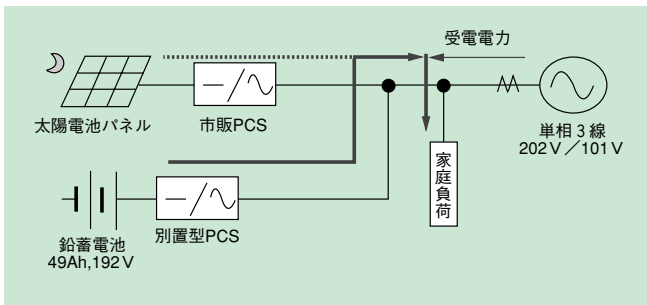 受電電力
太陽電池パネル
市販PCS
単相３線
202Ｖ／101Ｖ
家庭負荷
鉛蓄電池
49Ah,192Ｖ
別置型PCS